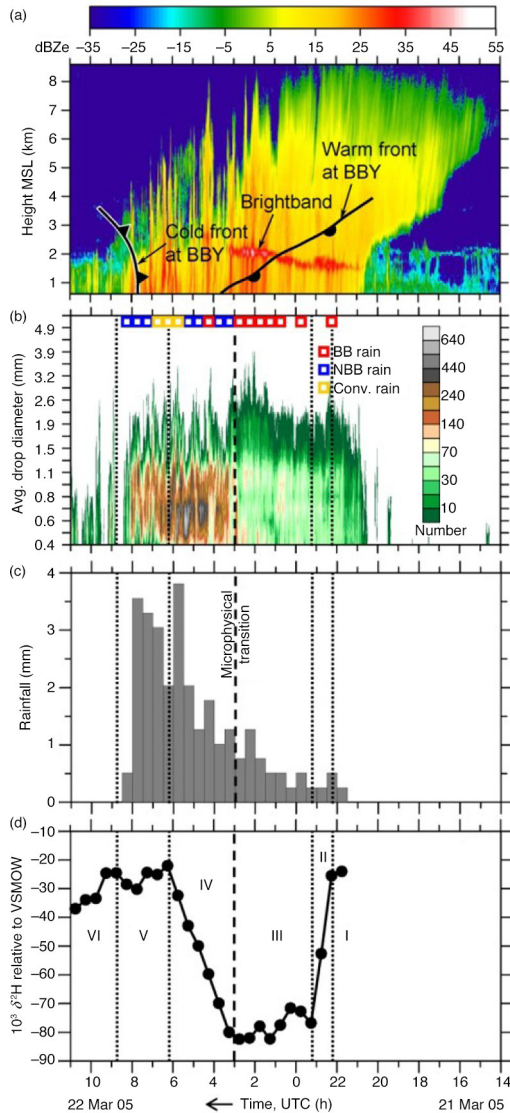 (a)
dBZe −35 −25 −15 −5 5 18 25 35 45 55
Height MSL (km)
8
7
6
5
4
3
2
1
Warm front
at BBY
Brightband
Cold front
at BBY
(b)
Avg. drop diameter (mm)
4.9
3.9
3.2
2.6
1.9
1.5
1.1
0.8
0.6
0.4
BB rain
NBB rain
Conv. rain
640
440
240
140
70
30
10
Number
(c)
Rainfall (mm)
4
3
2
1
0
Microphysical
transition
(d)
10³ δ²H relative to VSMOW
−10
−20
−30
−40
−50
−60
−70
−80
−90
VI
V
IV
III
II
I
10 8 6 4 2 0 22 14
22 Mar 05 ← Time, UTC (h) 21 Mar 05